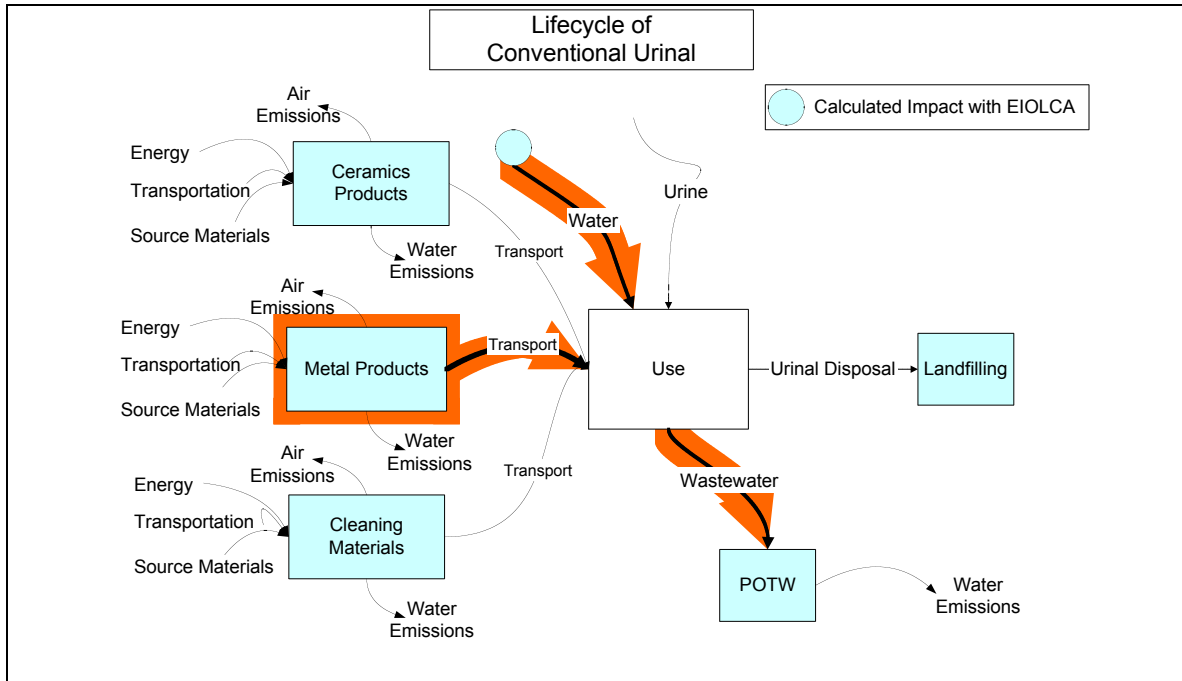 Lifecycle of
Conventional Urinal
Calculated Impact with EIOLCA
Air
Emissions
Energy
Transportation
Source Materials
Ceramics
Products
Water
Emissions
Transport
Water
Urine
Air
Emissions
Energy
Transportation
Source Materials
Metal Products
Water
Emissions
Transport
Use
Urinal Disposal
Landfilling
Air
Emissions
Energy
Transportation
Source Materials
Cleaning
Materials
Water
Emissions
Transport
Wastewater
POTW
Water
Emissions